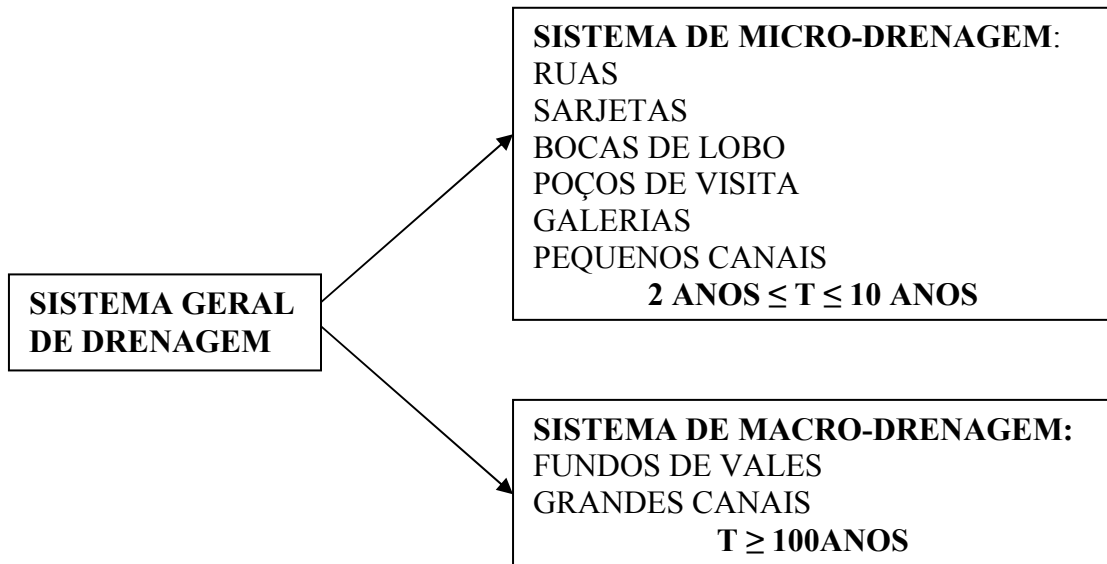 SISTEMA DE MICRO-DRENAGEM:
RUAS
SARJETAS
BOCAS DE LOBO
POÇOS DE VISITA
GALERIAS
PEQUENOS CANAIS
2 ANOS ≤ T ≤ 10 ANOS
SISTEMA GERAL
DE DRENAGEM
SISTEMA DE MACRO-DRENAGEM:
FUNDOS DE VALES
GRANDES CANAIS
T ≥ 100ANOS